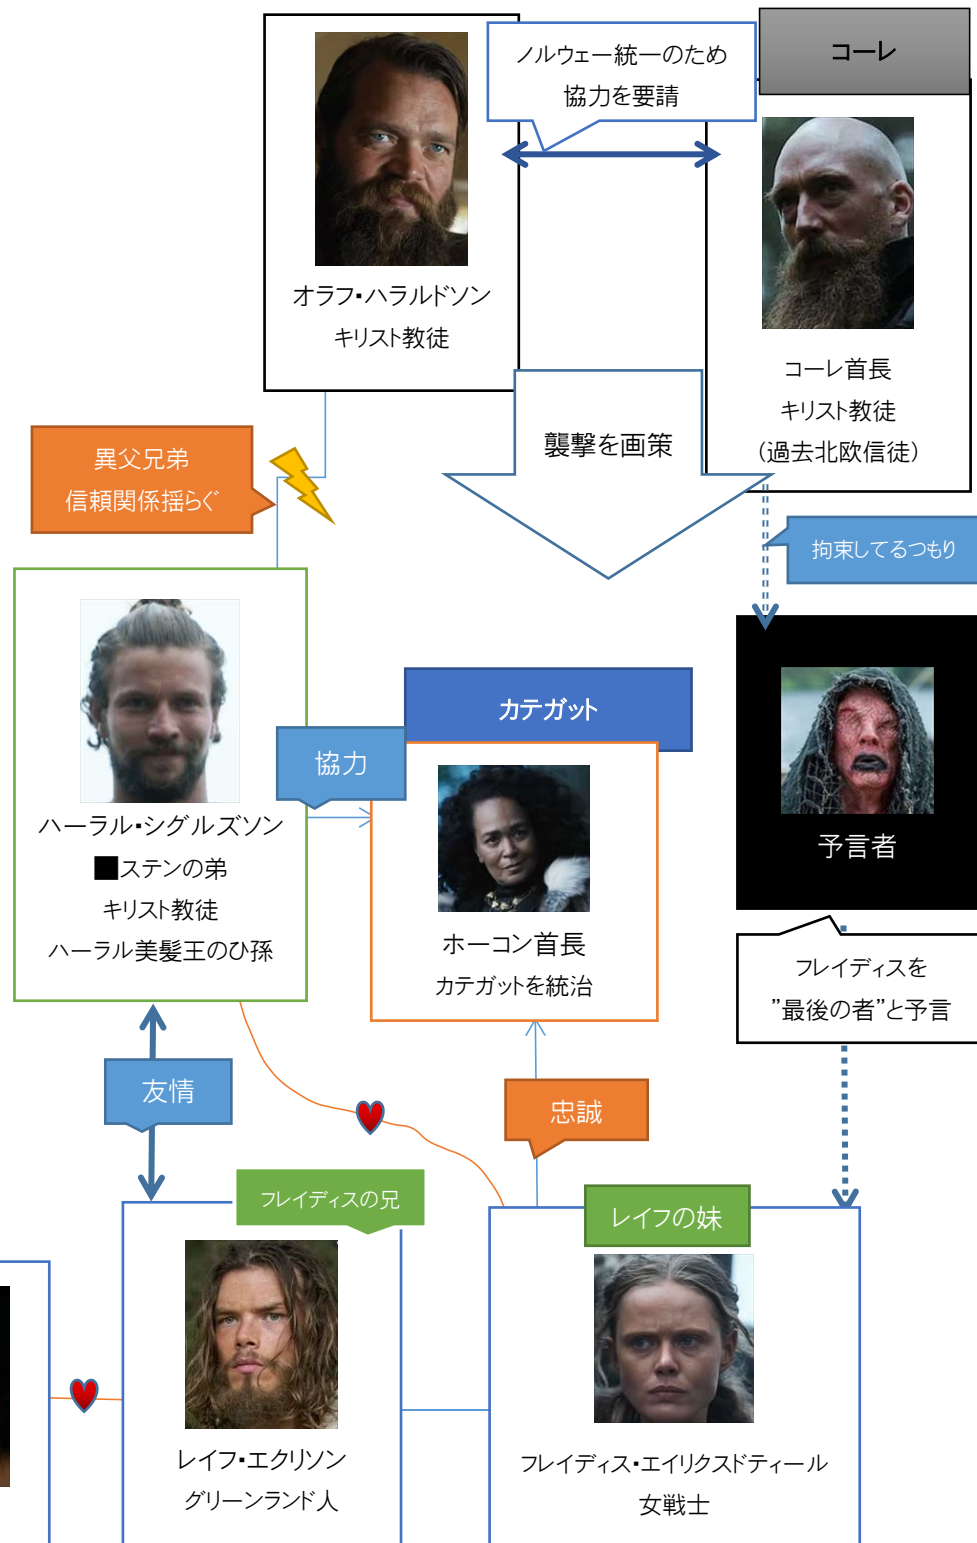 ノルウェー統一のため
協力を要請
コーレ
オラフ・ハラルドソン
キリスト教徒
コーレ首長
キリスト教徒
(過去北欧信徒)
襲撃を画策
異父兄弟
信頼関係揺らぐ
拘束してるつもり
カテガット
協力
ハーラル・シグルズソン
■ステンの弟
キリスト教徒
ハーラル美髪王のひ孫
ホーコン首長
カテガットを統治
予言者
フレイディスを
”最後の者”と予言
友情
忠誠
フレイディスの兄
レイフの妹
レイフ・エクリソン
グリーンランド人
フレイディス・エイリクスドティール
女戦士